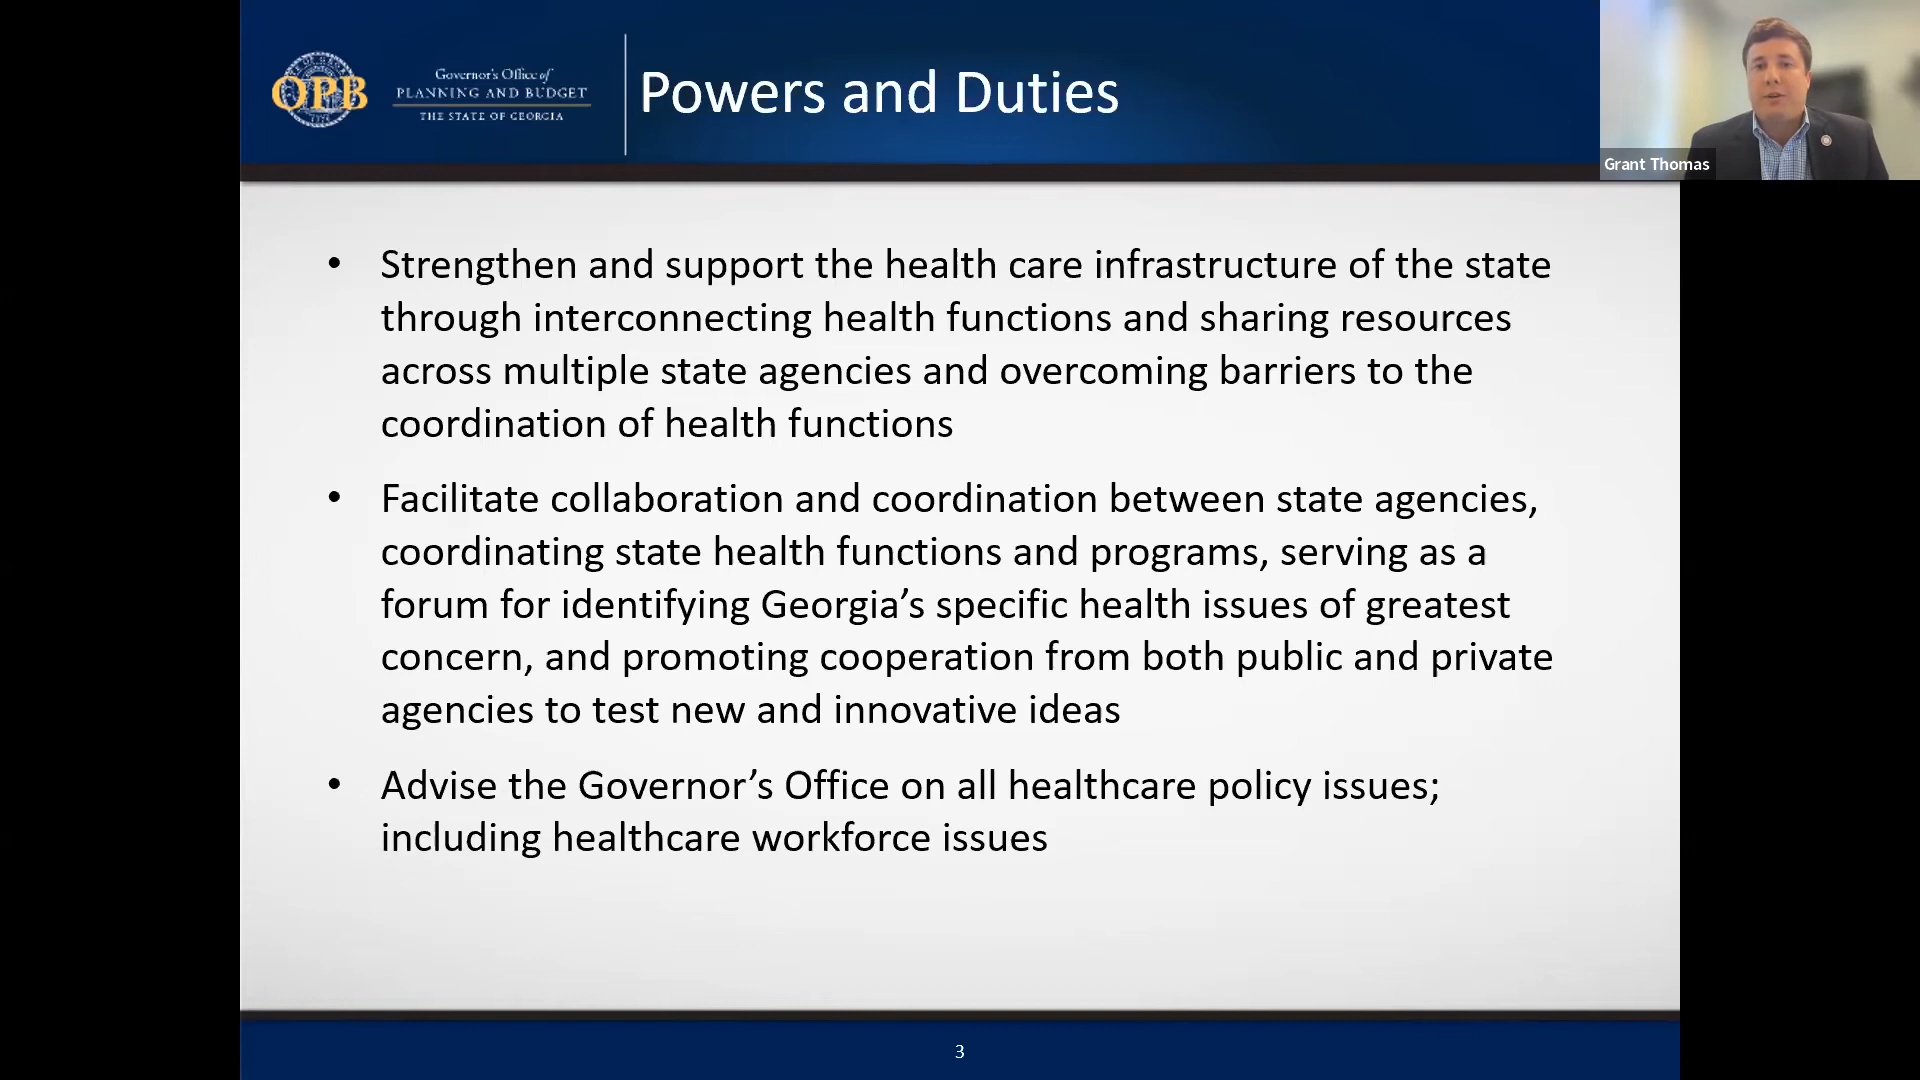 OPB
Governor's Office of
PLANNING AND BUDGET
THE STATE OF GEORGIA
Powers and Duties
Grant Thomas
• Strengthen and support the health care infrastructure of the state
through interconnecting health functions and sharing resources
across multiple state agencies and overcoming barriers to the
coordination of health functions
• Facilitate collaboration and coordination between state agencies,
coordinating state health functions and programs, serving as a
forum for identifying Georgia’s specific health issues of greatest
concern, and promoting cooperation from both public and private
agencies to test new and innovative ideas
• Advise the Governor’s Office on all healthcare policy issues;
including healthcare workforce issues
3